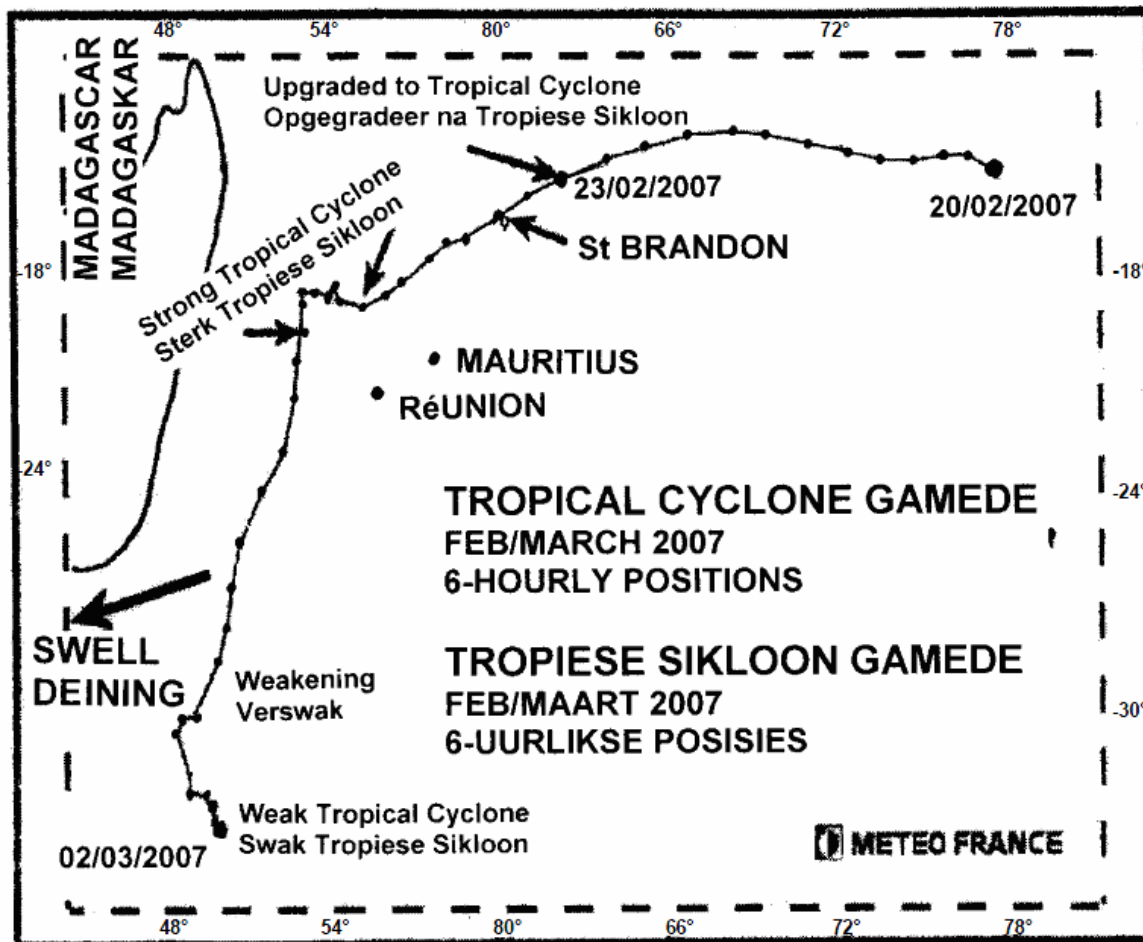 48° 54° 80° 66° 72° 78°
MADAGASCAR
MADAGASKAR
Upgraded to Tropical Cyclone
Opgegradeer na Tropiese Sikloon
23/02/2007
20/02/2007
Strong Tropical Cyclone
Sterk Tropiese Sikloon
St BRANDON
-18° -18°
MAURITIUS
RéUNION
-24° -24°
TROPICAL CYCLONE GAMEDE
FEB/MARCH 2007
6-HOURLY POSITIONS
SWELL
DEINING
TROPIESE SIKLOON GAMEDE
FEB/MAART 2007
6-UURLIKSE POSISIES
Weakening
Verswak
-30°
Weak Tropical Cyclone
Swak Tropiese Sikloon
02/03/2007
METEO FRANCE
48° 54° 66° 72° 78°
80°